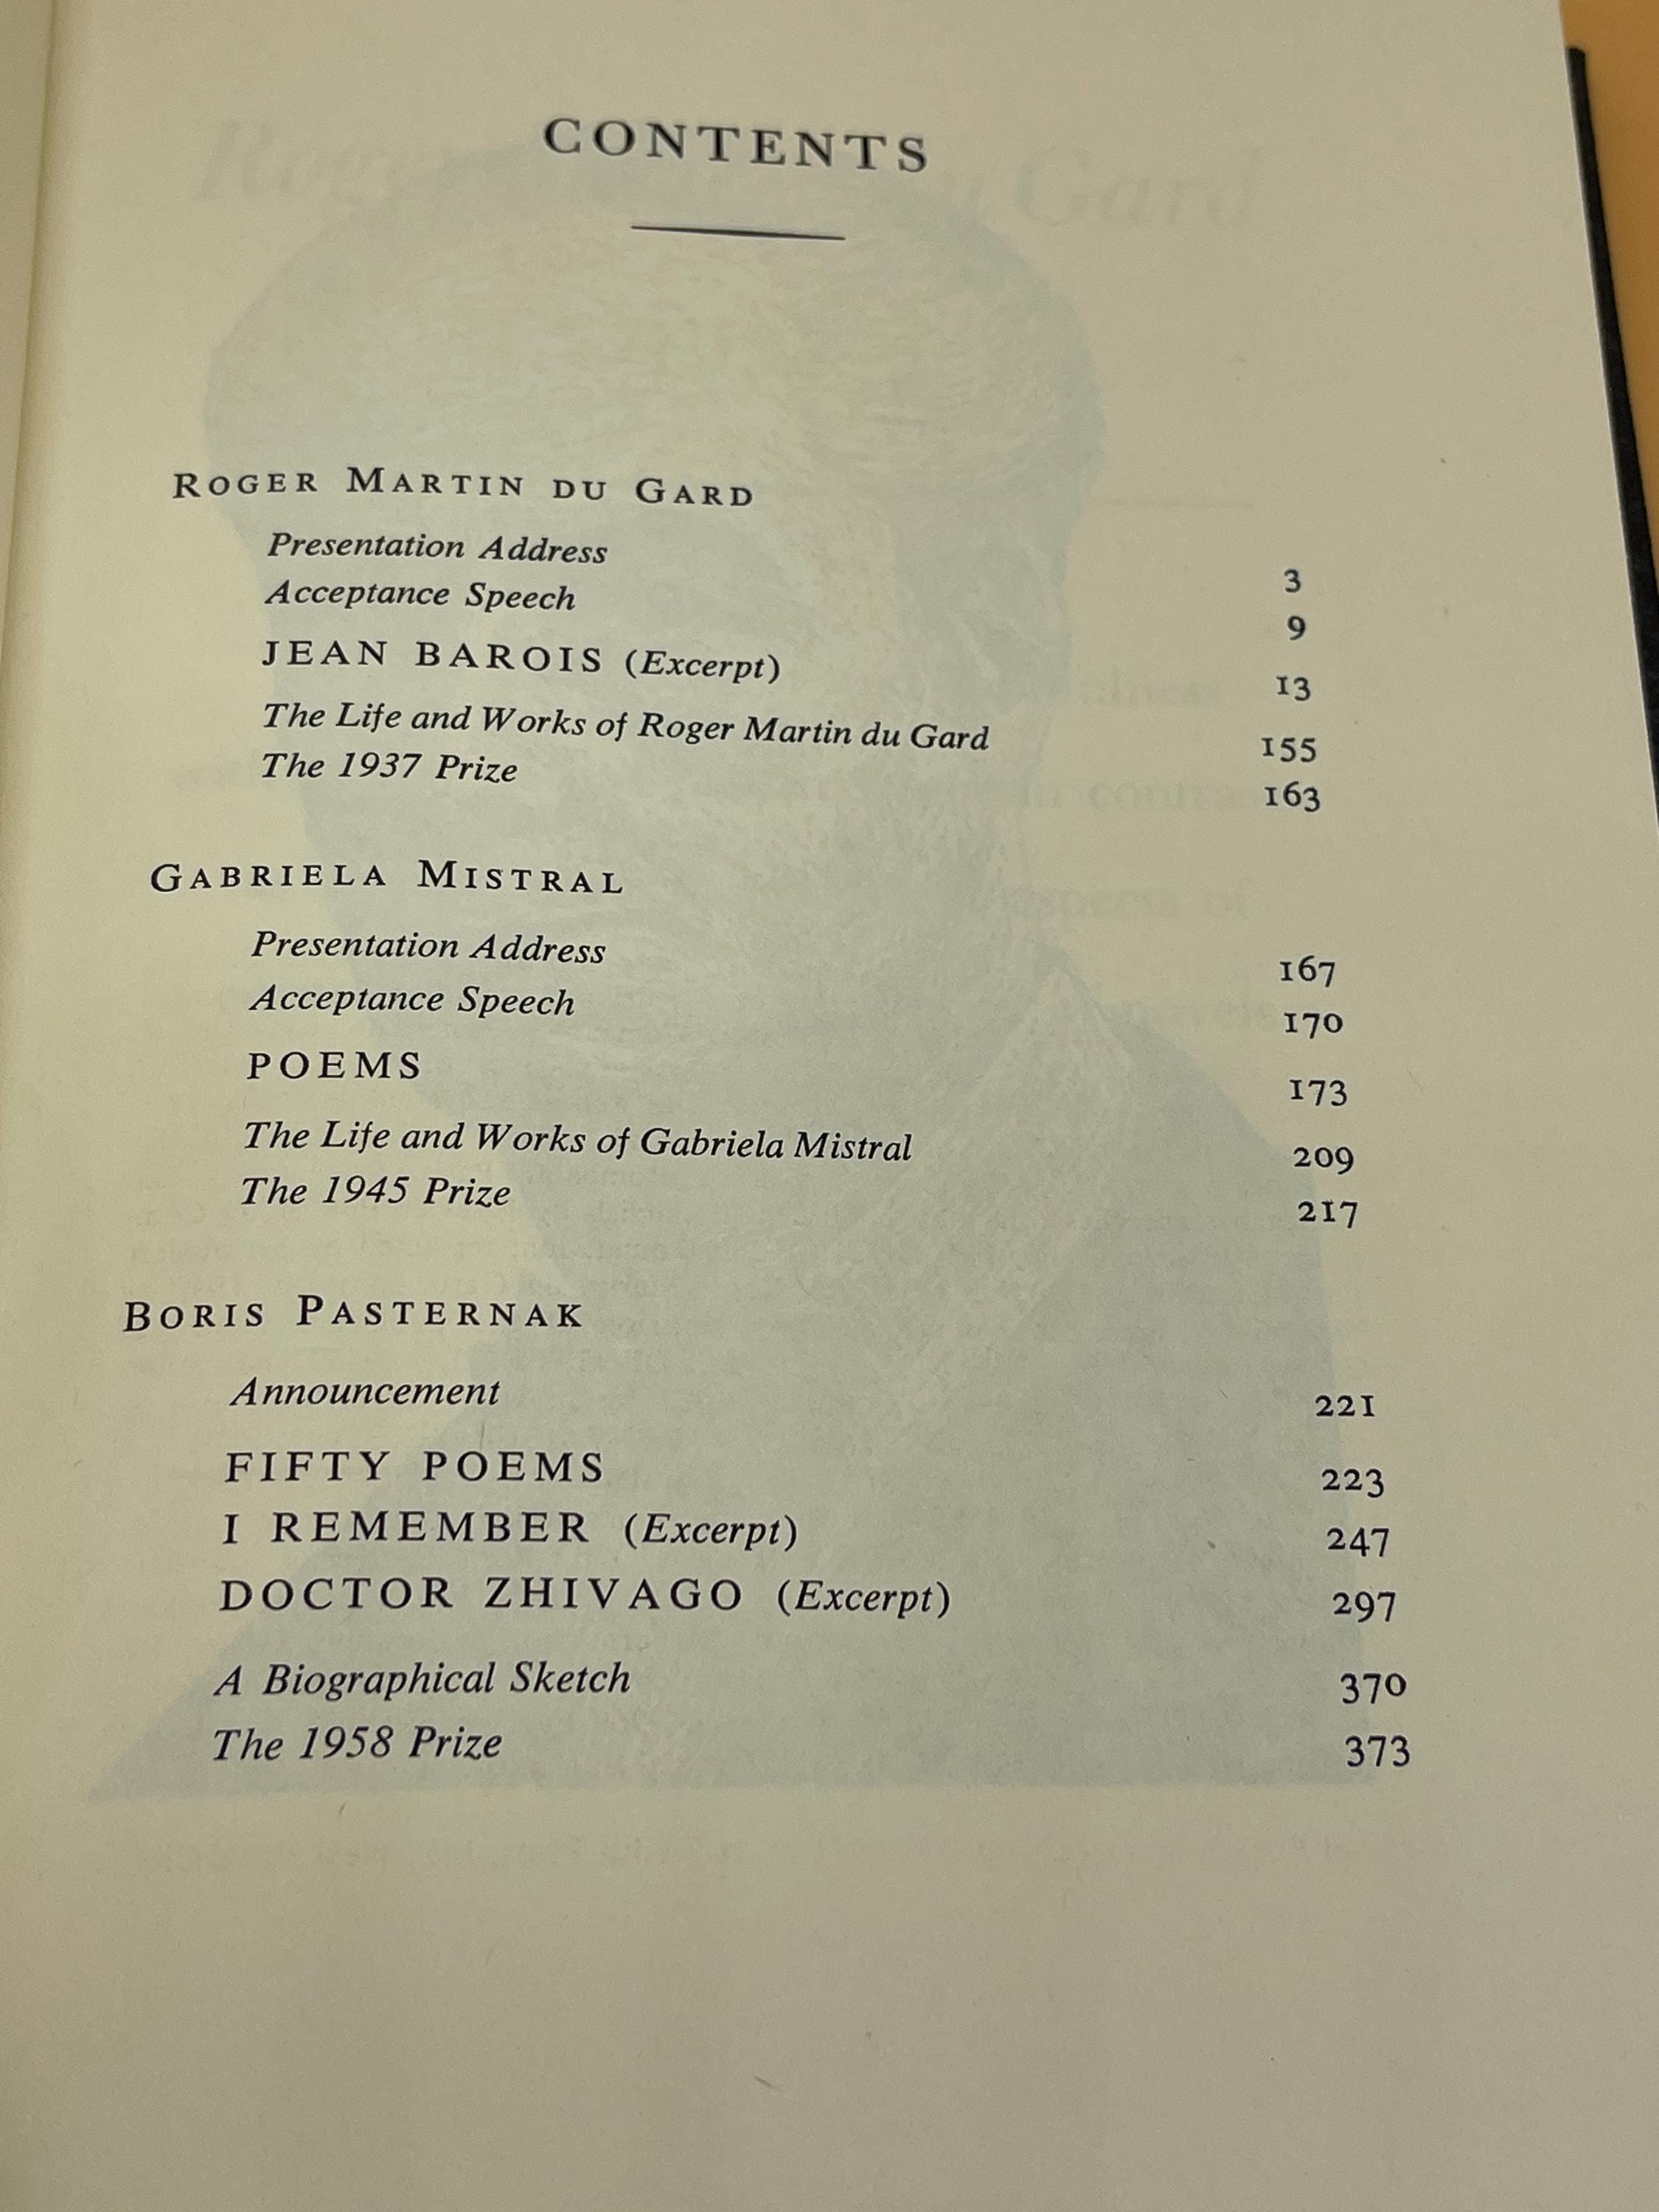 CONTENTS
ROGER MARTIN DU GARD
Presentation Address 3
Acceptance Speech 9
JEAN BAROIS (Excerpt) 13
The Life and Works of Roger Martin du Gard 155
The 1937 Prize 163
GABRIELA MISTRAL
Presentation Address 167
Acceptance Speech 170
POEMS 173
The Life and Works of Gabriela Mistral 209
The 1945 Prize 217
BORIS PASTERNAK
Announcement 221
FIFTY POEMS 223
I REMEMBER (Excerpt) 247
DOCTOR ZHIVAGO (Excerpt) 297
A Biographical Sketch 370
The 1958 Prize 373